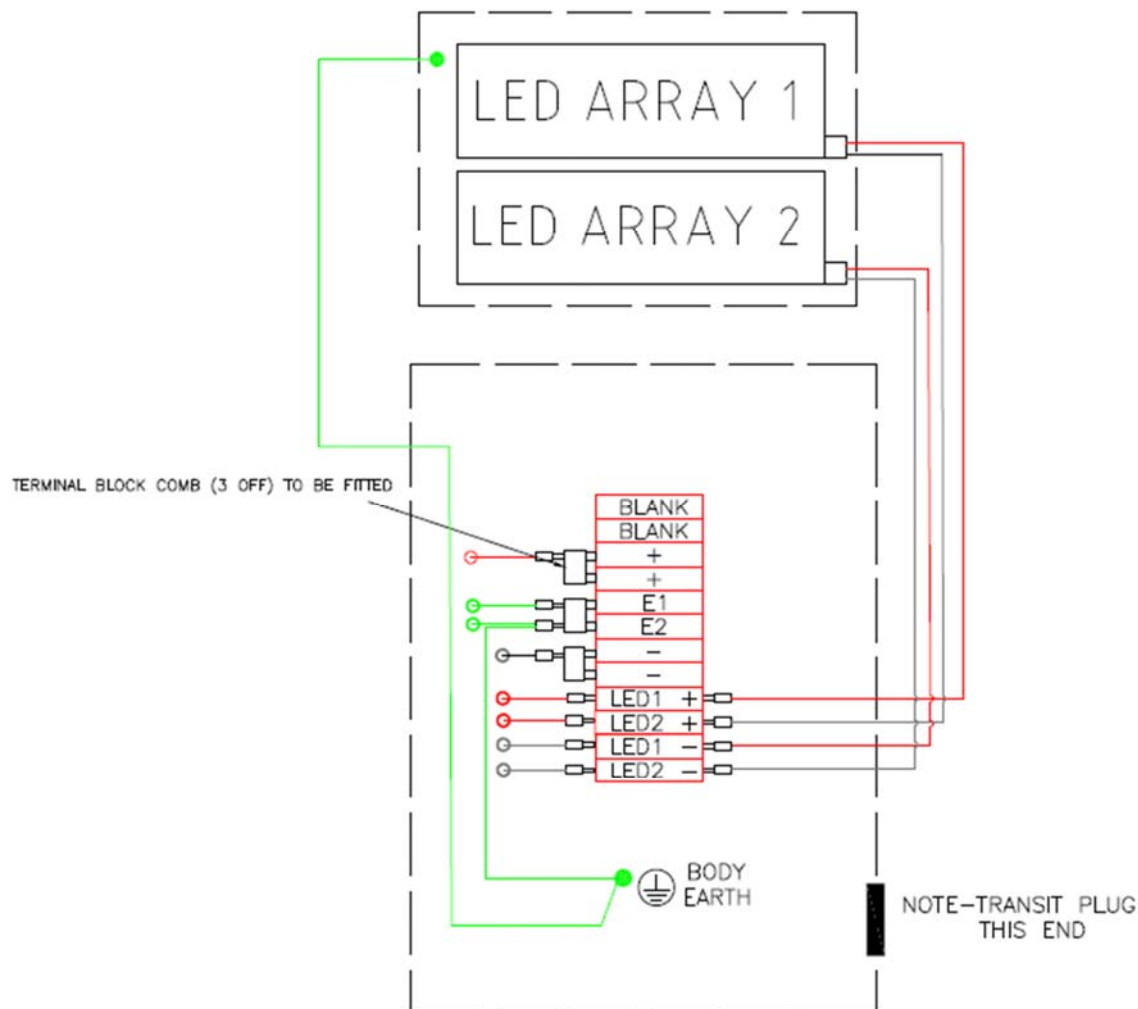 LED ARRAY 1
LED ARRAY 2
TERMINAL BLOCK COMB (3 OFF) TO BE FITTED
BLANK
BLANK
+
+
E1
E2
-
-
LED1 +
LED2 +
LED1 -
LED2 -
BODY
EARTH
NOTE-TRANSIT PLUG
THIS END